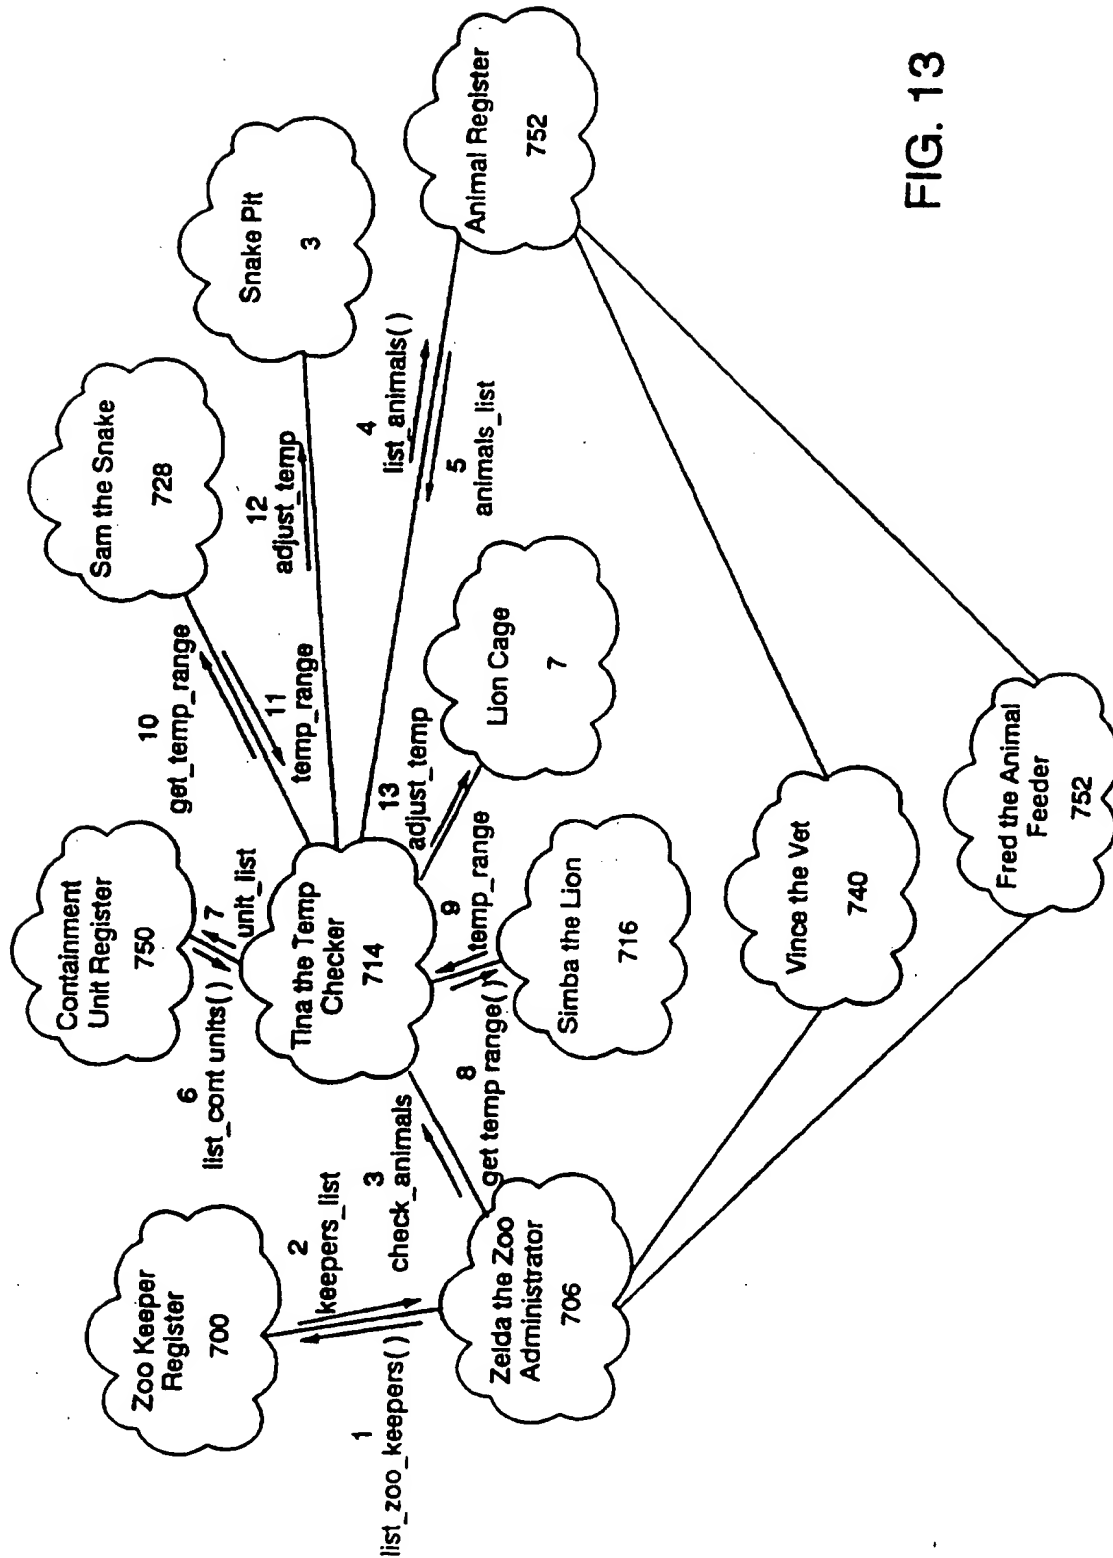 Zoo Keeper
Register
700
1
list_zoo_keepers()
2
keepers_list
Zelda the Zoo
Administrator
706
3
check_animals
Containment
Unit Register
750
6
list_cont units()
7
unit_list
Tina the Temp
Checker
714
8
get temp range()
9
temp_range
Simba the Lion
716
10
get_temp_range
11
temp_range
Sam the Snake
728
12
adjust_temp
Snake Pit
3
13
adjust_temp
Lion Cage
7
4
list_animals()
5
animals_list
Animal Register
752
Vince the Vet
740
Fred the Animal
Feeder
752
FIG. 13